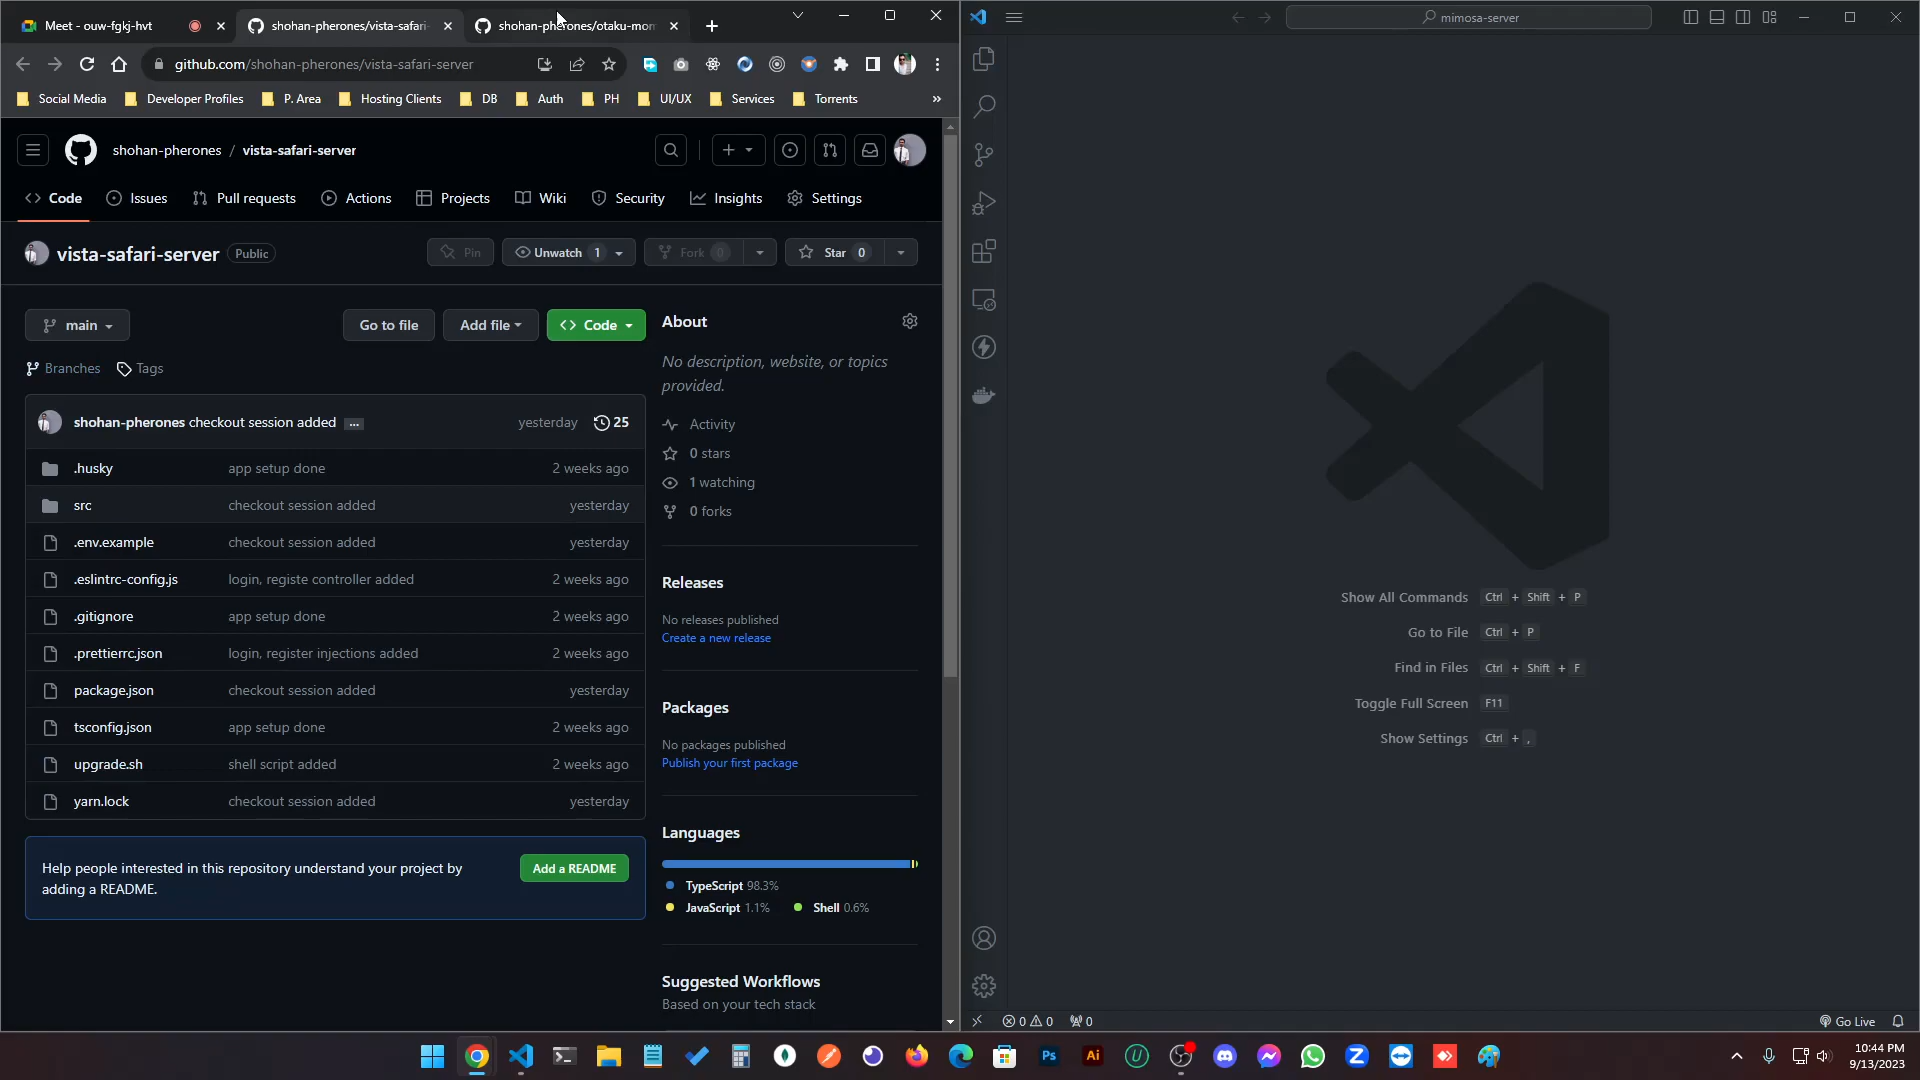 Meet - ouw-fgkj-hvt
shohan-pherones/vista-safari-
shohan-pherones/otaku-mom
mimosa-server
github.com/shohan-pherones/vista-safari-server
Social Media
Developer Profiles
P. Area
Hosting Clients
DB
Auth
PH
UI/UX
Services
Torrents
»
shohan-pherones / vista-safari-server
Code
Issues
Pull requests
Actions
Projects
Wiki
Security
Insights
Settings
vista-safari-server
Public
Pin
Unwatch 1
Fork 0
Star 0
main
Go to file
Add file
Code
Branches
Tags
shohan-pherones checkout session added ...
yesterday
25
.husky app setup done 2 weeks ago
src checkout session added yesterday
.env.example checkout session added yesterday
.eslintrc-config.js login, registe controller added 2 weeks ago
.gitignore app setup done 2 weeks ago
.prettierrc.json login, register injections added 2 weeks ago
package.json checkout session added yesterday
tsconfig.json app setup done 2 weeks ago
upgrade.sh shell script added 2 weeks ago
yarn.lock checkout session added yesterday
Help people interested in this repository understand your project by
adding a README.
Add a README
About
No description, website, or topics
provided.
Activity
0 stars
1 watching
0 forks
Releases
No releases published
Create a new release
Packages
No packages published
Publish your first package
Languages
TypeScript 98.3%
JavaScript 1.1%
Shell 0.6%
Suggested Workflows
Based on your tech stack
Show All Commands Ctrl + Shift + P
Go to File Ctrl + P
Find in Files Ctrl + Shift + F
Toggle Full Screen F11
Show Settings Ctrl + ,
0 0 0
Go Live
Ps
Ai
10:44 PM
9/13/2023